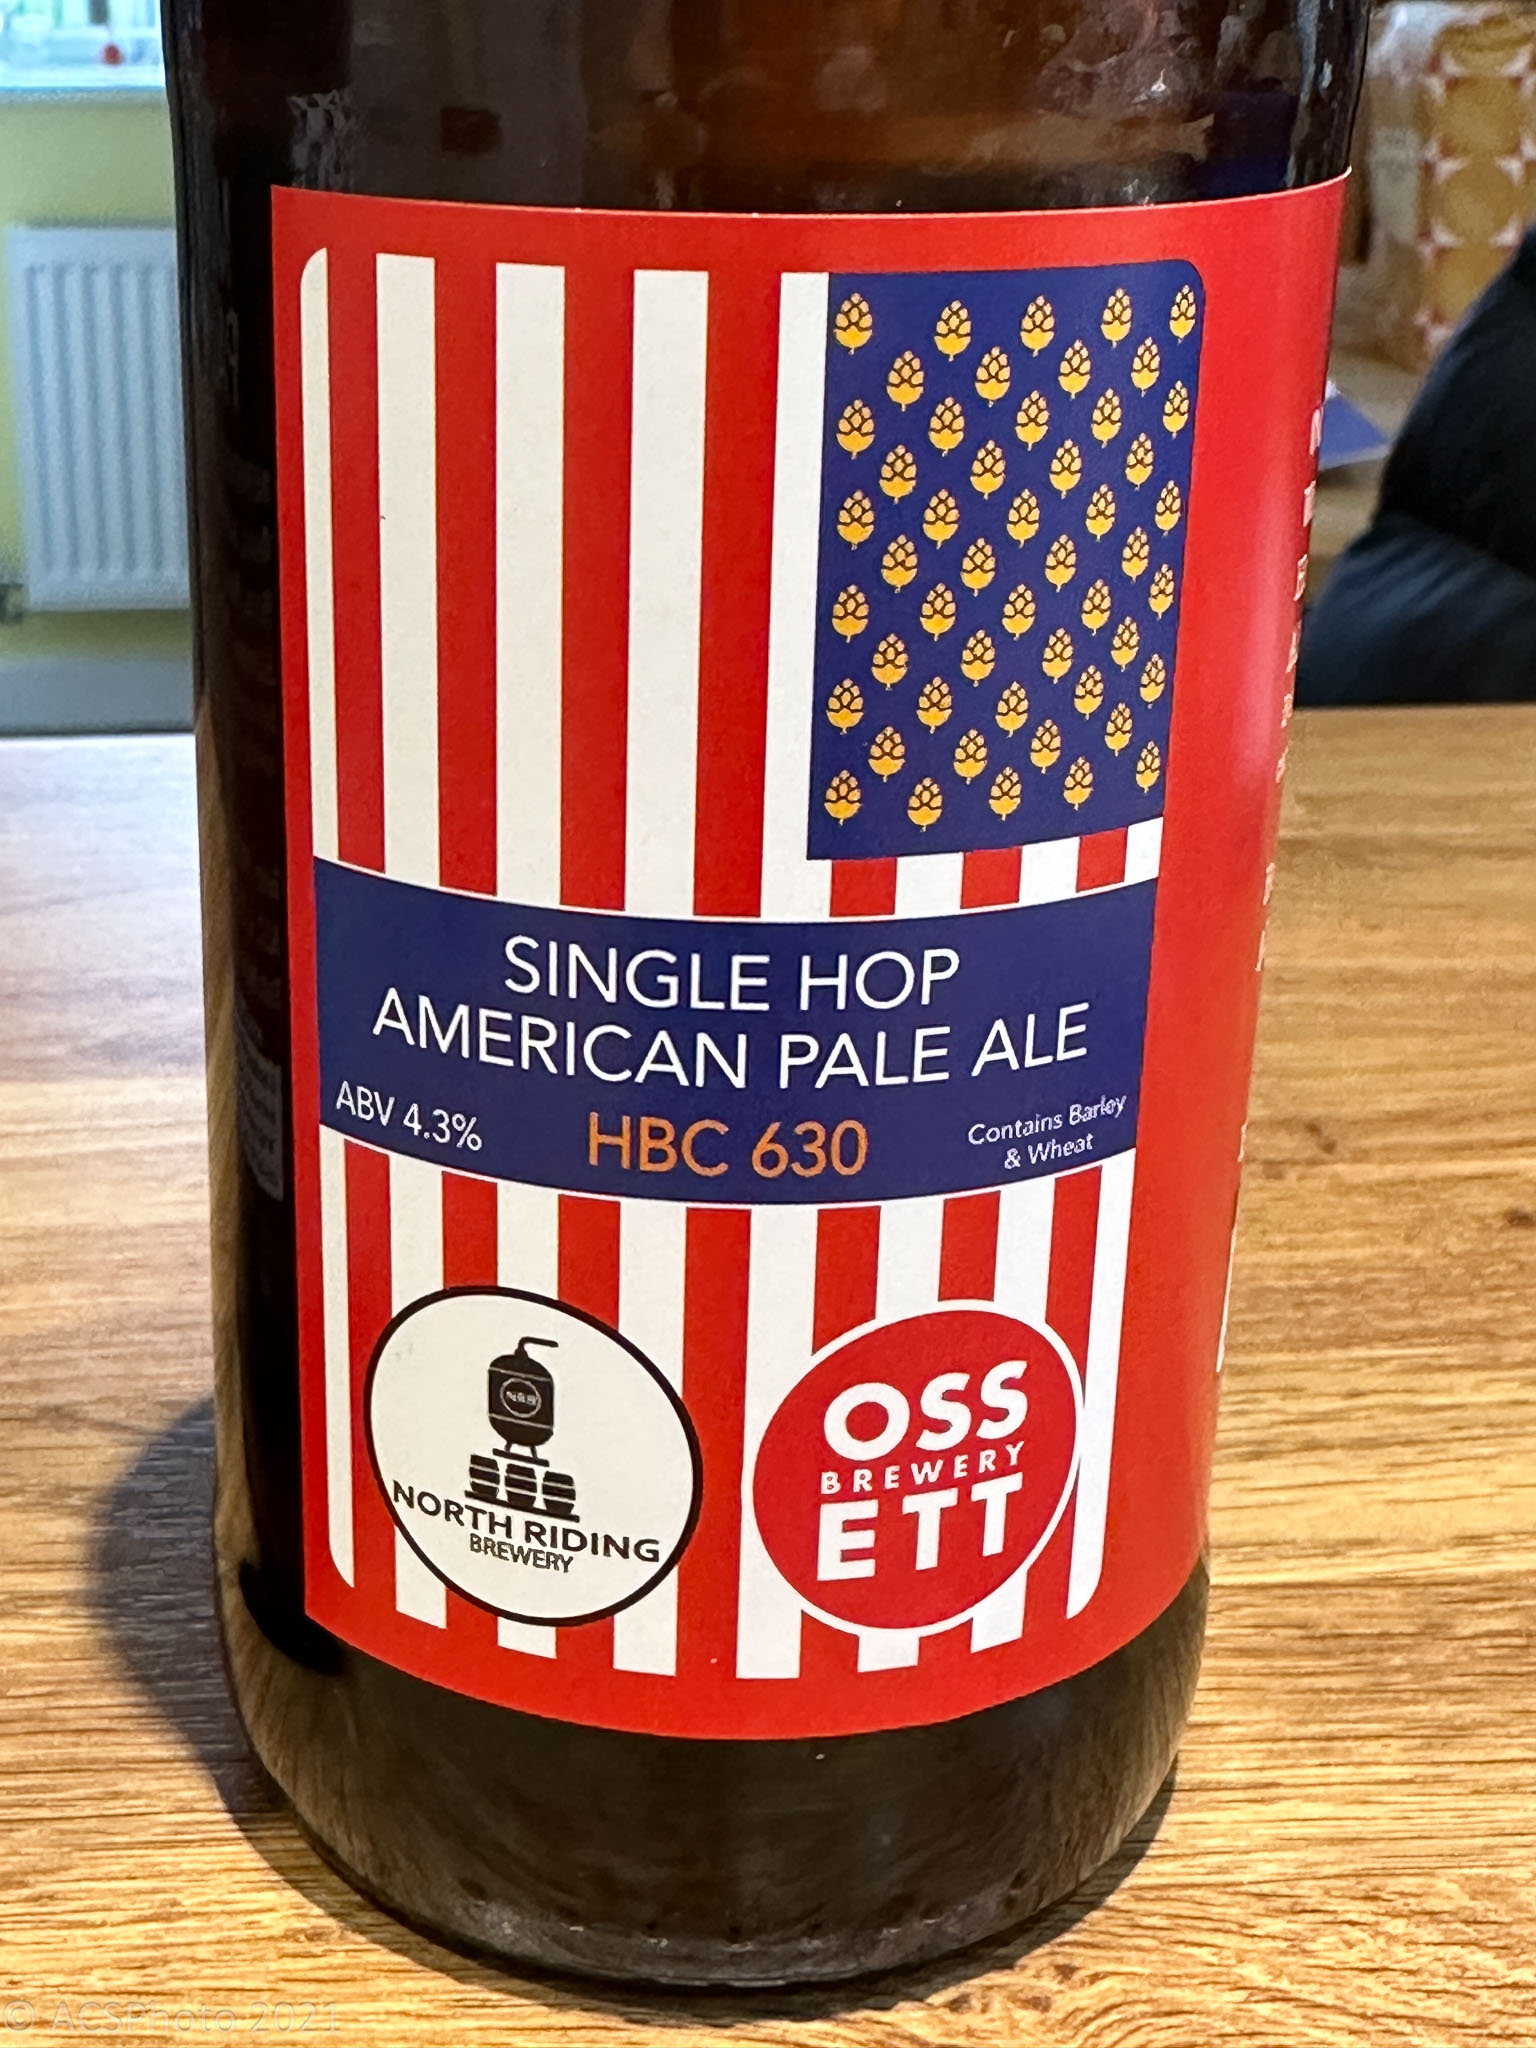 SINGLE HOP
AMERICAN PALE ALE
ABV 4.3%
HBC 630
Contains Barley
& Wheat
NORTH RIDING
BREWERY
OSS
BREWERY
ETT
© ACSPhoto 2021